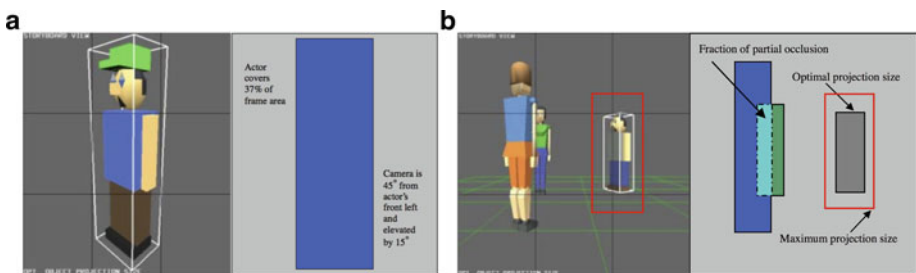 a
STORYBOARD VIEW
Actor
covers
37% of
frame area
Camera is
45° from
actor's
front left
and
elevated
by 15°
b
STORYBOARD VIEW
Fraction of partial occlusion
Optimal projection size
Maximum projection size